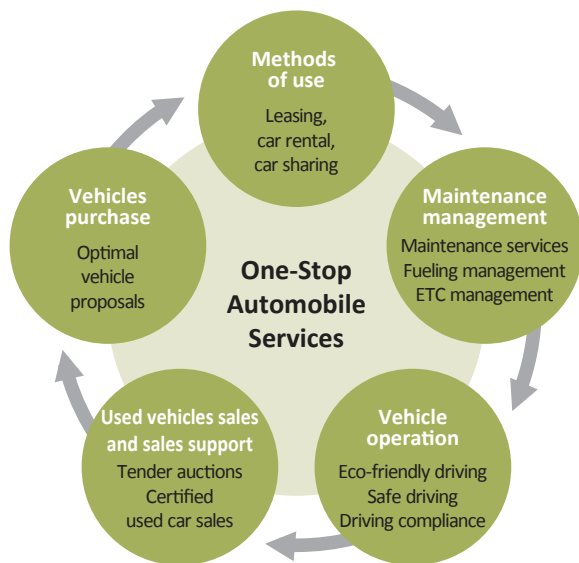 Methods
of use
Leasing,
car rental,
car sharing
Maintenance
management
Maintenance services
Fueling management
ETC management
Vehicle
operation
Eco-friendly driving
Safe driving
Driving compliance
Used vehicles sales
and sales support
Tender auctions
Certified
used car sales
Vehicles
purchase
Optimal
vehicle
proposals
One-Stop
Automobile
Services